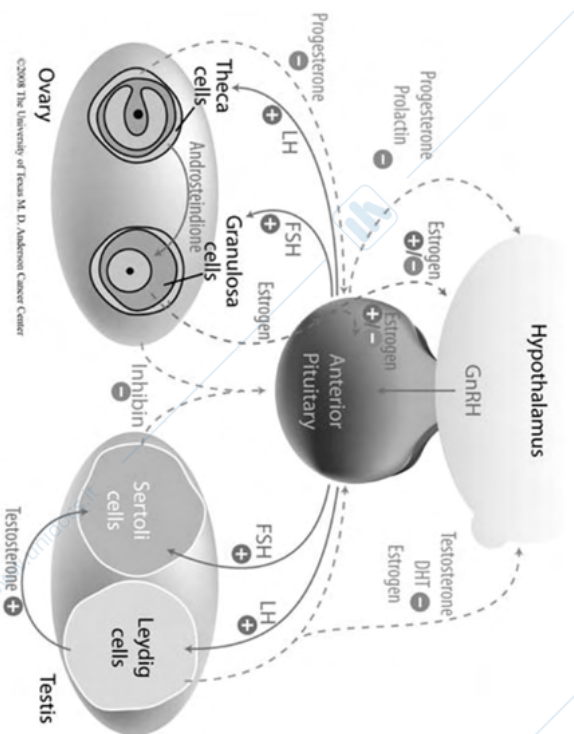 Hypothalamus
GnRH
Progesterone
Prolactin
−
Estrogen
+/−
Testosterone
DHT −
Estrogen
Estrogen
+/−
Anterior
Pituitary
Progesterone
−
LH
+
FSH
+
Estrogen
Inhibin
−
FSH
+
LH
+
Theca
cells
Androsteindione
Granulosa
cells
Ovary
Sertoli
cells
Leydig
cells
Testosterone +
Testis
©2008 The University of Texas M. D. Anderson Cancer Center